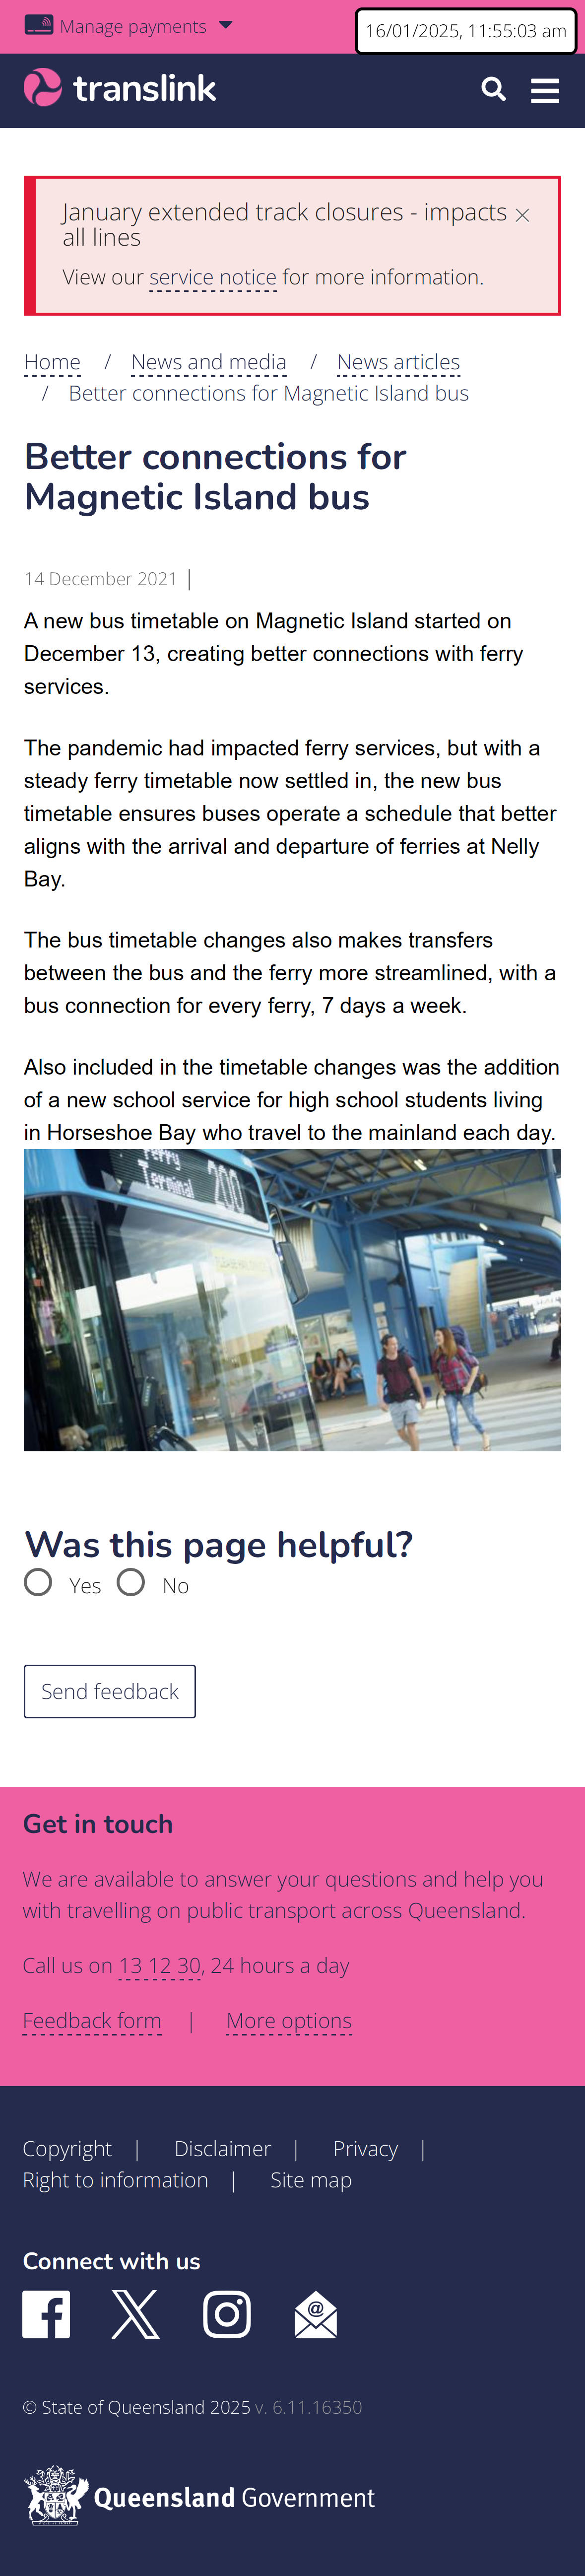 Manage payments
16/01/2025, 11:55:03 am
translink
January extended track closures - impacts
all lines
View our service notice for more information.
Home / News and media / News articles
/ Better connections for Magnetic Island bus
Better connections for
Magnetic Island bus
14 December 2021 |
A new bus timetable on Magnetic Island started on
December 13, creating better connections with ferry
services.
The pandemic had impacted ferry services, but with a
steady ferry timetable now settled in, the new bus
timetable ensures buses operate a schedule that better
aligns with the arrival and departure of ferries at Nelly
Bay.
The bus timetable changes also makes transfers
between the bus and the ferry more streamlined, with a
bus connection for every ferry, 7 days a week.
Also included in the timetable changes was the addition
of a new school service for high school students living
in Horseshoe Bay who travel to the mainland each day.
Ferry
Terminal 200
Was this page helpful?
Yes No
Send feedback
Get in touch
We are available to answer your questions and help you
with travelling on public transport across Queensland.
Call us on 13 12 30, 24 hours a day
Feedback form | More options
Copyright | Disclaimer | Privacy |
Right to information | Site map
Connect with us
© State of Queensland 2025 v. 6.11.16350
Queensland Government